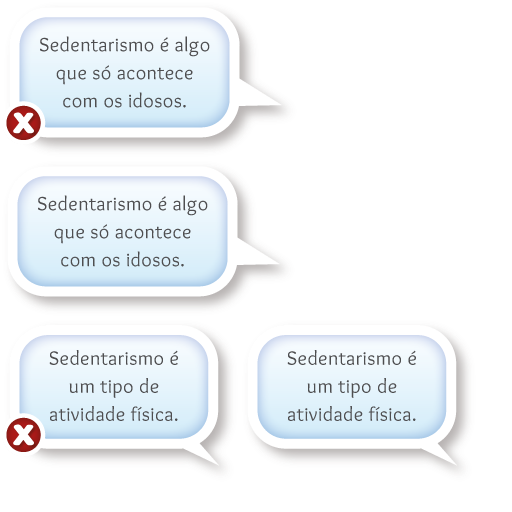 Sedentarismo é algo
que só acontece
com os idosos.
X
Sedentarismo é algo
que só acontece
com os idosos.
Sedentarismo é
um tipo de
atividade física.
X
Sedentarismo é
um tipo de
atividade física.